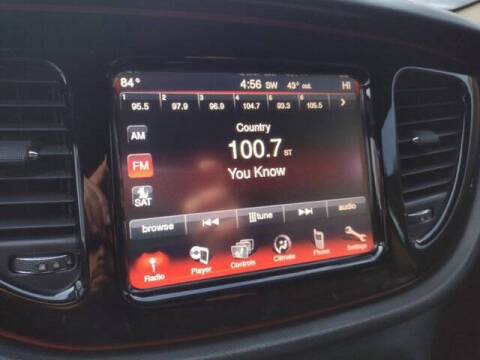 84° 4:56 SW 43° out. HI
1 2 3 4 5 6
95.5 97.9 96.9 104.7 93.3 105.5
AM
Country
FM
100.7 ST
You Know
SAT
browse tune audio
Radio Player Controls Climate Phone Settings